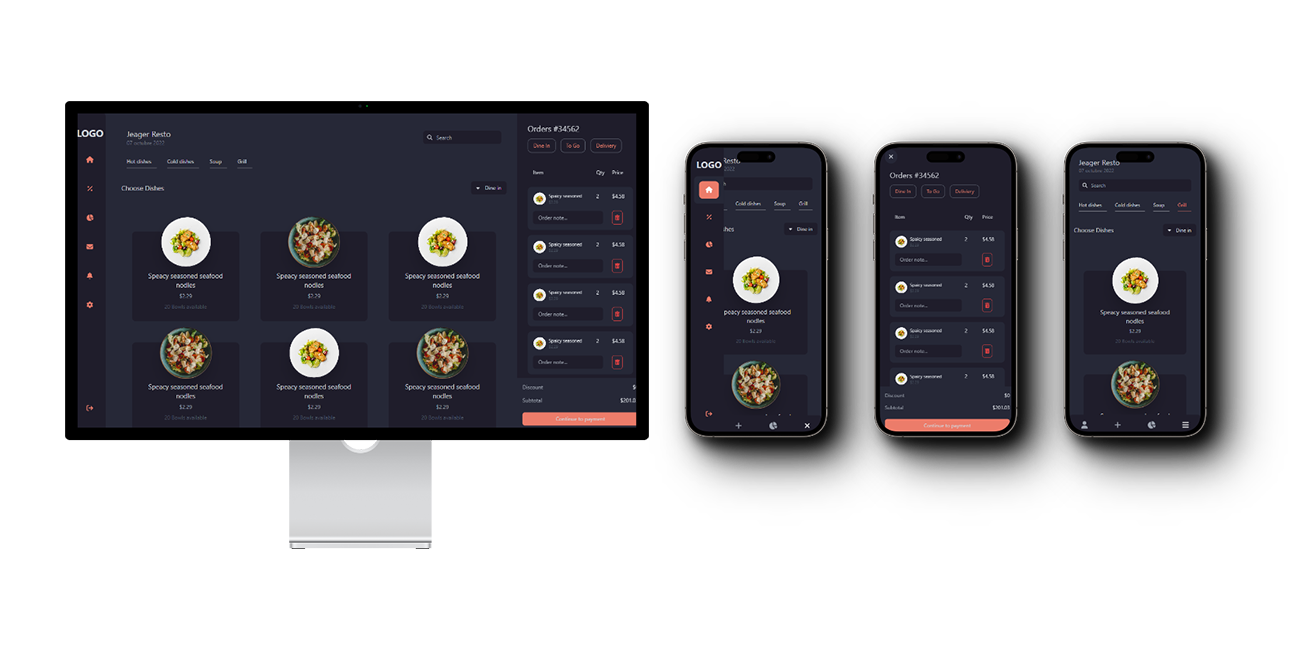 LOGO
Jeager Resto
07 octobre 2022
Search
Hot dishes Cold dishes Soup Grill
Choose Dishes
Dine in
Speacy seasoned seafood
nodles
$2.29
20 Bowls available
Speacy seasoned seafood
nodles
$2.29
20 Bowls available
Speacy seasoned seafood
nodles
$2.29
20 Bowls available
Speacy seasoned seafood
nodles
$2.29
20 Bowls available
Speacy seasoned seafood
nodles
$2.29
20 Bowls available
Speacy seasoned seafood
nodles
$2.29
20 Bowls available
Orders #34562
Dine In To Go Delivery
Item Qty Price
Speacy seasoned 2 $4.58
Order note...
Speacy seasoned 2 $4.58
Order note...
Speacy seasoned 2 $4.58
Order note...
Speacy seasoned 2 $4.58
Order note...
Discount
Subtotal $201.03
Continue to payment
LOGO Resto
2022
Cold dishes Soup Grill
shes Dine in
peacy seasoned seafood
nodles
$2.29
20 Bowls available
Orders #34562
Dine In To Go Delivery
Item Qty Price
Speacy seasoned 2 $4.58
Order note...
Speacy seasoned 2 $4.58
Order note...
Speacy seasoned 2 $4.58
Order note...
Speacy seasoned 2 $4.58
Discount $0
Subtotal $201.03
Continue to payment
Jeager Resto
07 octobre 2022
Search
Hot dishes Cold dishes Soup Grill
Choose Dishes
Dine in
Speacy seasoned seafood
nodles
$2.29
20 Bowls available